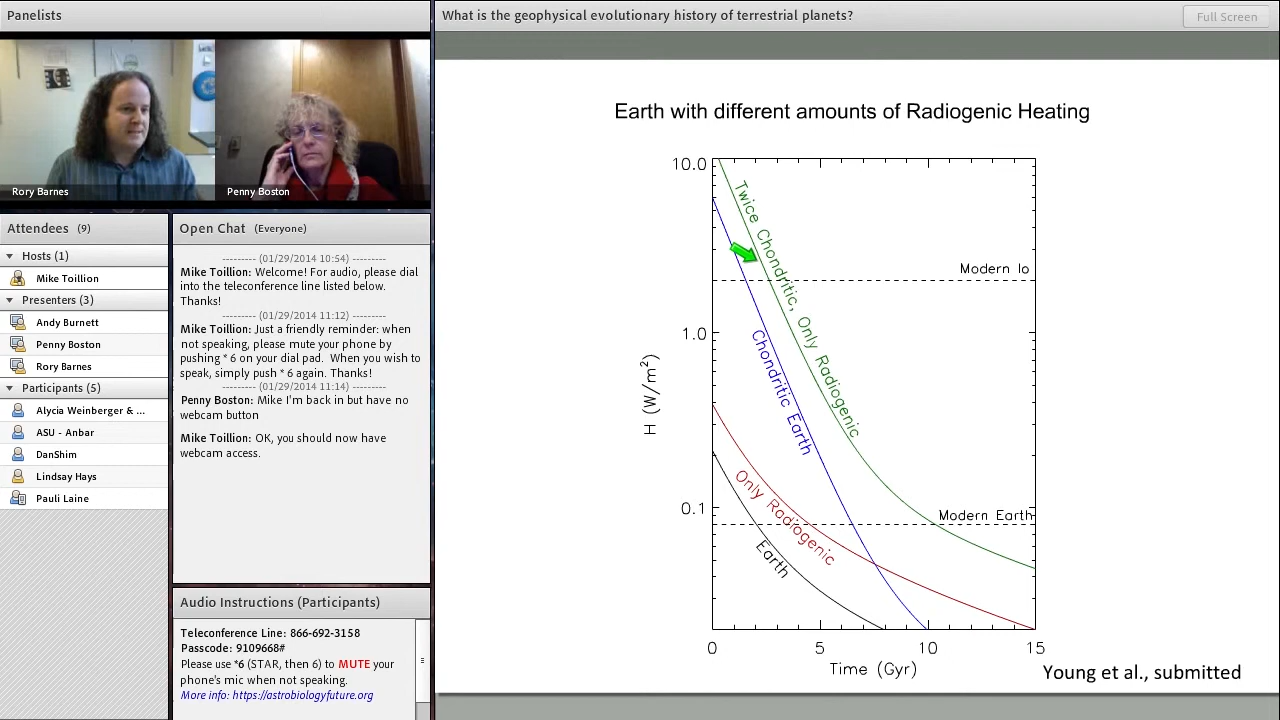 Panelists
Rory Barnes
Penny Boston
Attendees (9)
Hosts (1)
Mike Toillion
Presenters (3)
Andy Burnett
Penny Boston
Rory Barnes
Participants (5)
Alycia Weinberger & ...
ASU - Anbar
DanShim
Lindsay Hays
Pauli Laine
Open Chat (Everyone)
-------- (01/29/2014 10:54) --------
Mike Toillion: Welcome! For audio, please dial
into the teleconference line listed below.
Thanks!
-------- (01/29/2014 11:12) --------
Mike Toillion: Just a friendly reminder: when
not speaking, please mute your phone by
pushing * 6 on your dial pad. When you wish to
speak, simply push * 6 again. Thanks!
-------- (01/29/2014 11:14) --------
Penny Boston: Mike I'm back in but have no
webcam button
Mike Toillion: OK, you should now have
webcam access.
Audio Instructions (Participants)
Teleconference Line: 866-692-3158
Passcode: 9109668#
Please use *6 (STAR, then 6) to MUTE your
phone's mic when not speaking.
More info: https://astrobiologyfuture.org
What is the geophysical evolutionary history of terrestrial planets?
Full Screen
Earth with different amounts of Radiogenic Heating
10.0
1.0
0.1
H (W/m²)
Twice Chondritic, Only Radiogenic
Chondritic Earth
Only Radiogenic
Earth
Modern Io
Modern Earth
0 5 10 15
Time (Gyr)
Young et al., submitted